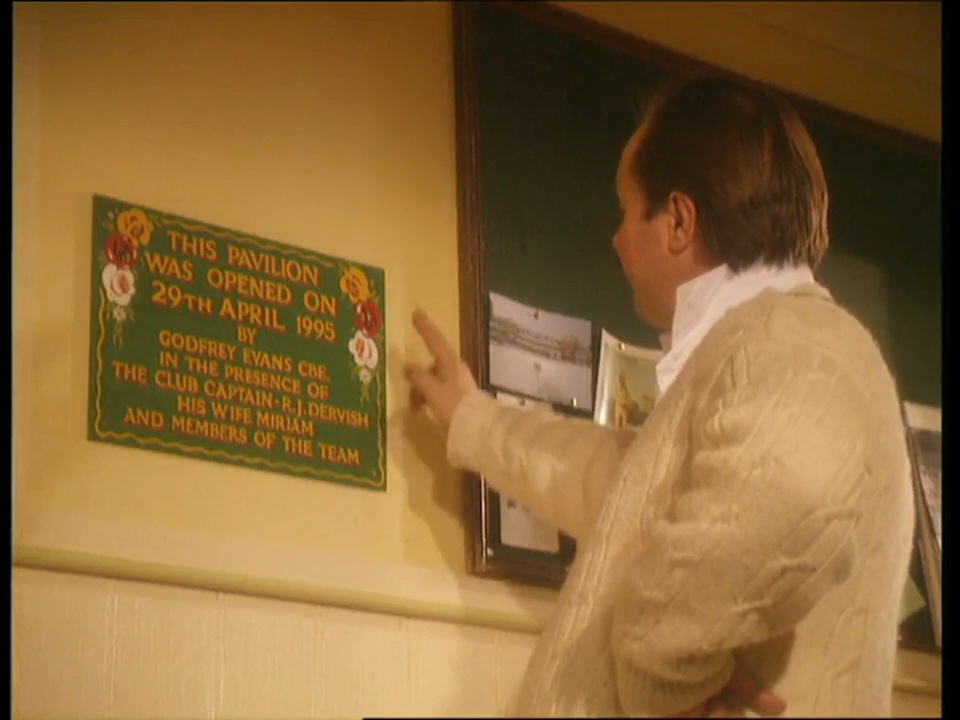 THIS PAVILION
WAS OPENED ON
29TH APRIL 1995
BY
GODFREY EVANS CBE.
IN THE PRESENCE OF
THE CLUB CAPTAIN·R.J.DERVISH
HIS WIFE MIRIAM
AND MEMBERS OF THE TEAM